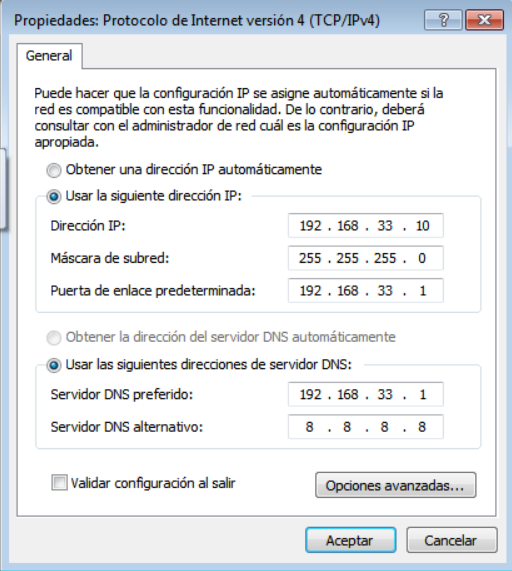 Propiedades: Protocolo de Internet versión 4 (TCP/IPv4)
General
Puede hacer que la configuración IP se asigne automáticamente si la
red es compatible con esta funcionalidad. De lo contrario, deberá
consultar con el administrador de red cuál es la configuración IP
apropiada.
Obtener una dirección IP automáticamente
Usar la siguiente dirección IP:
Dirección IP: 192 . 168 . 33 . 10
Máscara de subred: 255 . 255 . 255 . 0
Puerta de enlace predeterminada: 192 . 168 . 33 . 1
Obtener la dirección del servidor DNS automáticamente
Usar las siguientes direcciones de servidor DNS:
Servidor DNS preferido: 192 . 168 . 33 . 1
Servidor DNS alternativo: 8 . 8 . 8 . 8
Validar configuración al salir Opciones avanzadas...
Aceptar Cancelar